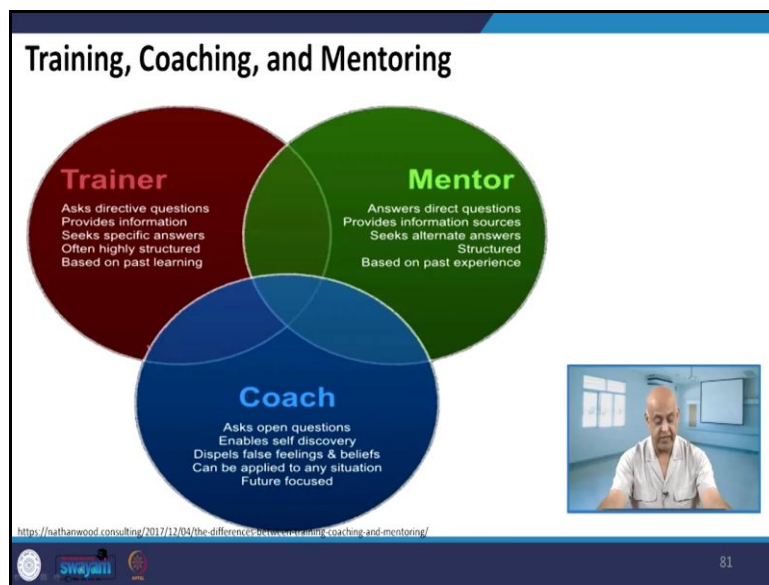 Training, Coaching, and Mentoring
Trainer
Asks directive questions
Provides information
Seeks specific answers
Often highly structured
Based on past learning
Mentor
Answers direct questions
Provides information sources
Seeks alternate answers
Structured
Based on past experience
Coach
Asks open questions
Enables self discovery
Dispels false feelings & beliefs
Can be applied to any situation
Future focused
https://nathanwood.consulting/2017/12/04/the-differences-between-training-coaching-and-mentoring/
swayam
81